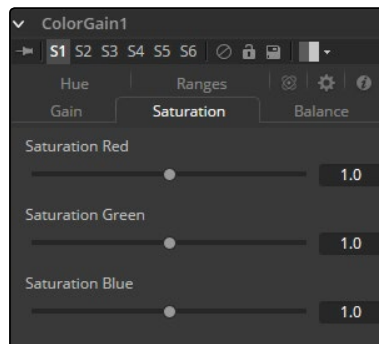 ColorGain1
S1 S2 S3 S4 S5 S6
Hue Ranges
Gain Saturation Balance
Saturation Red
1.0
Saturation Green
1.0
Saturation Blue
1.0